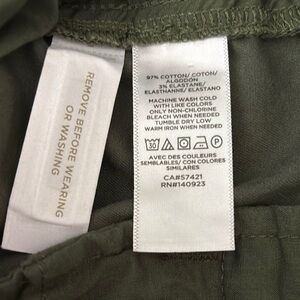 REMOVE BEFORE WEARING
OR WASHING
97% COTTON/ COTON/
ALGODÓN
3% ELASTANE/
ELASTHANNE/ ELASTANO
MACHINE WASH COLD
WITH LIKE COLORS
ONLY NON-CHLORINE
BLEACH WHEN NEEDED
TUMBLE DRY LOW
WARM IRON WHEN NEEDED
30
AVEC DES COULEURS
SEMBLABLES/ CON COLORES
SIMILARES
CA#57421
RN#140923